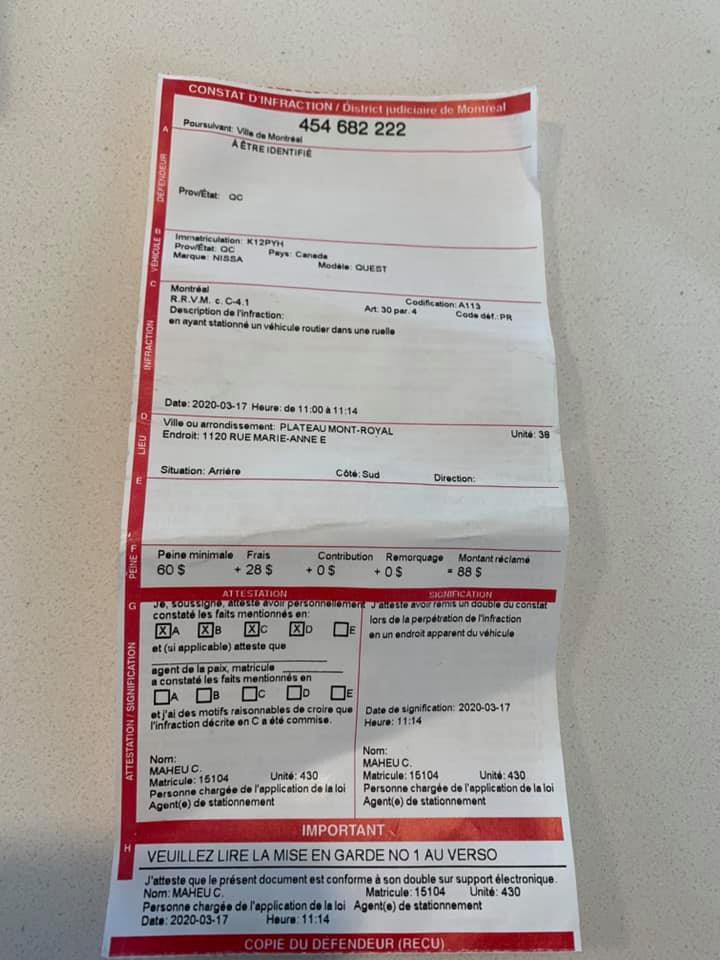 CONSTAT D'INFRACTION / District judiciaire de Montréal
454 682 222
A
DÉFENDEUR
Poursuivant: Ville de Montréal
À ÊTRE IDENTIFIÉ
Prov/État: QC
B
VÉHICULE
Immatriculation: K12PYH
Prov/État: QC Pays: Canada
Marque: NISSA Modèle: QUEST
C
INFRACTION
Montréal Codification: A113
R.R.V.M. c. C-4.1 Art: 30 par. 4 Code déf.: PR
Description de l'infraction:
en ayant stationné un véhicule routier dans une ruelle
Date: 2020-03-17 Heure: de 11:00 à 11:14
D
LIEU
Ville ou arrondissement: PLATEAU MONT-ROYAL Unité: 38
Endroit: 1120 RUE MARIE-ANNE E
Situation: Arrière Côté: Sud Direction:
E
F
PEINE
Peine minimale Frais Contribution Remorquage Montant réclamé
60 $ + 28 $ + 0 $ + 0 $ = 88 $
G
ATTESTATION / SIGNIFICATION
ATTESTATION
Je, soussigné, atteste avoir personnellement
constaté les faits mentionnés en:
X A X B X C X D E
et (si applicable) atteste que
agent de la paix, matricule
a constaté les faits mentionnés en
A B C D E
et j'ai des motifs raisonnables de croire que
l'infraction décrite en C a été commise.
Nom:
MAHEU C.
Matricule: 15104 Unité: 430
Personne chargée de l'application de la loi
Agent(e) de stationnement
SIGNIFICATION
J'atteste avoir remis un double du constat
lors de la perpétration de l'infraction
en un endroit apparent du véhicule
Date de signification: 2020-03-17
Heure: 11:14
Nom:
MAHEU C.
Matricule: 15104 Unité: 430
Personne chargée de l'application de la loi
Agent(e) de stationnement
IMPORTANT
H
VEUILLEZ LIRE LA MISE EN GARDE NO 1 AU VERSO
J'atteste que le présent document est conforme à son double sur support électronique.
Nom: MAHEU C. Matricule: 15104 Unité: 430
Personne chargée de l'application de la loi Agent(e) de stationnement
Date: 2020-03-17 Heure: 11:14
COPIE DU DÉFENDEUR (REÇU)